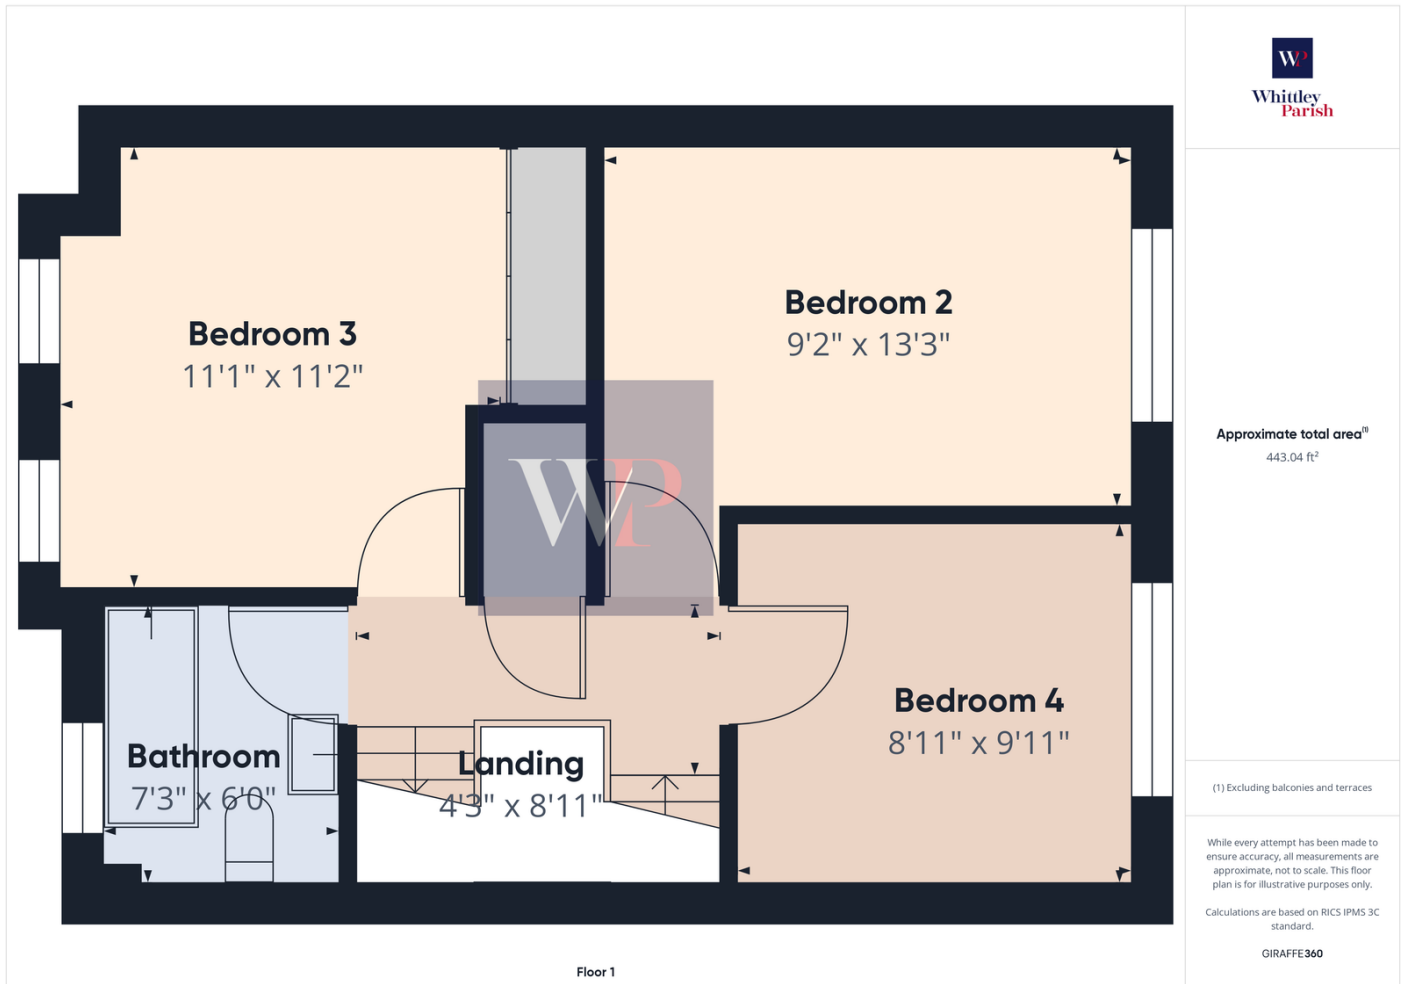 WP
Whittley
Parish
Bedroom 3
11'1" x 11'2"
Bedroom 2
9'2" x 13'3"
WP
Bedroom 4
8'11" x 9'11"
Bathroom
7'3" x 6'0"
Landing
4'3" x 8'11"
Floor 1
Approximate total area(1)
443.04 ft²
(1) Excluding balconies and terraces
While every attempt has been made to
ensure accuracy, all measurements are
approximate, not to scale. This floor
plan is for illustrative purposes only.
Calculations are based on RICS IPMS 3C
standard.
GIRAFFE360